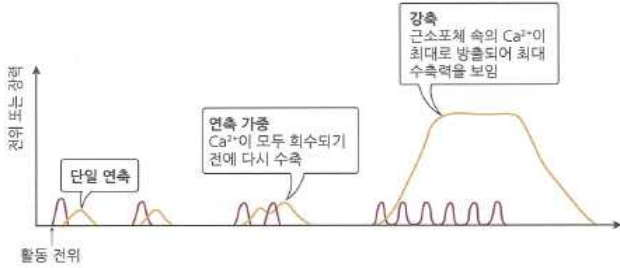 강축
근소포체 속의 Ca²⁺이
최대로 방출되어 최대
수축력을 보임
전위 또는 장력
연축 가중
Ca²⁺이 모두 회수되기
전에 다시 수축
단일 연축
활동 전위